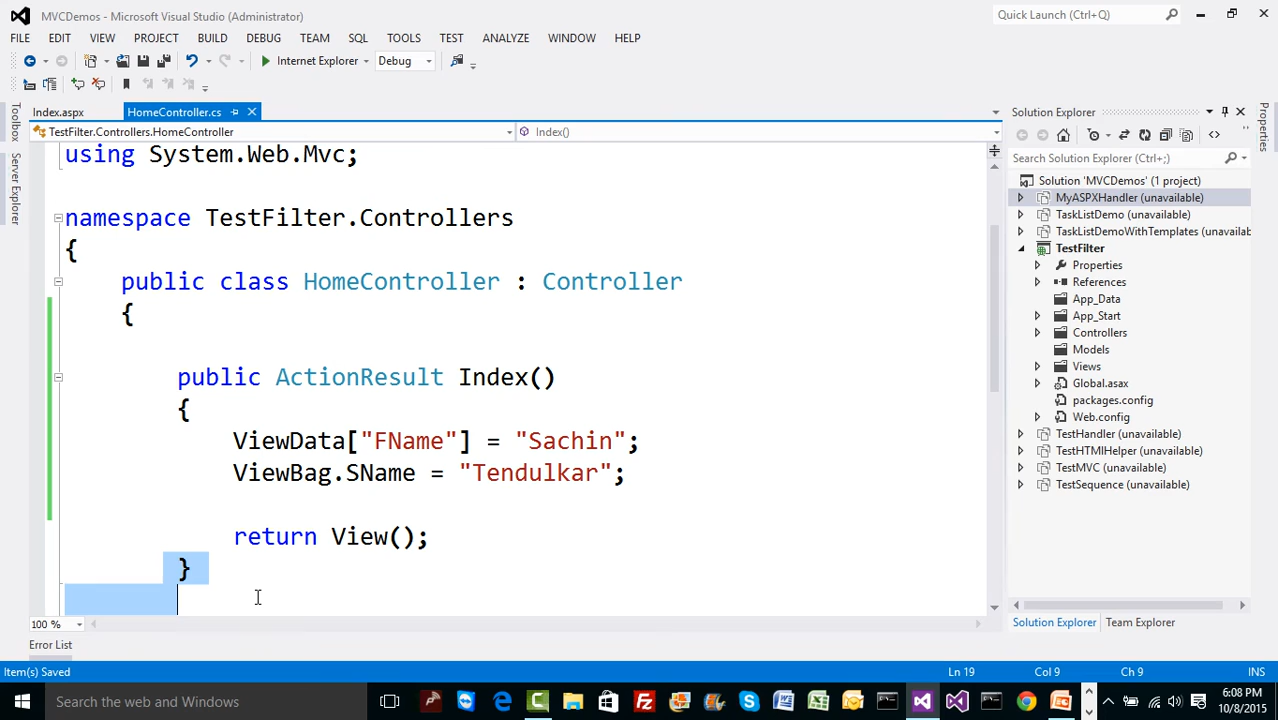 MVCDemos - Microsoft Visual Studio (Administrator)
Quick Launch (Ctrl+Q)
FILE EDIT VIEW PROJECT BUILD DEBUG TEAM SQL TOOLS TEST ANALYZE WINDOW HELP
Internet Explorer Debug
Index.aspx HomeController.cs
TestFilter.Controllers.HomeController Index()
Toolbox
Server Explorer
using System.Web.Mvc;
namespace TestFilter.Controllers
{
public class HomeController : Controller
{
public ActionResult Index()
{
ViewData["FName"] = "Sachin";
ViewBag.SName = "Tendulkar";
return View();
}
100 %
Solution Explorer
Properties
Search Solution Explorer (Ctrl+;)
Solution 'MVCDemos' (1 project)
MyASPXHandler (unavailable)
TaskListDemo (unavailable)
TaskListDemoWithTemplates (unavailab
TestFilter
Properties
References
App_Data
App_Start
Controllers
Models
Views
Global.asax
packages.config
Web.config
TestHandler (unavailable)
TestHTMlHelper (unavailable)
TestMVC (unavailable)
TestSequence (unavailable)
Solution Explorer Team Explorer
Error List
Item(s) Saved Ln 19 Col 9 Ch 9 INS
Search the web and Windows
6:08 PM
10/8/2015